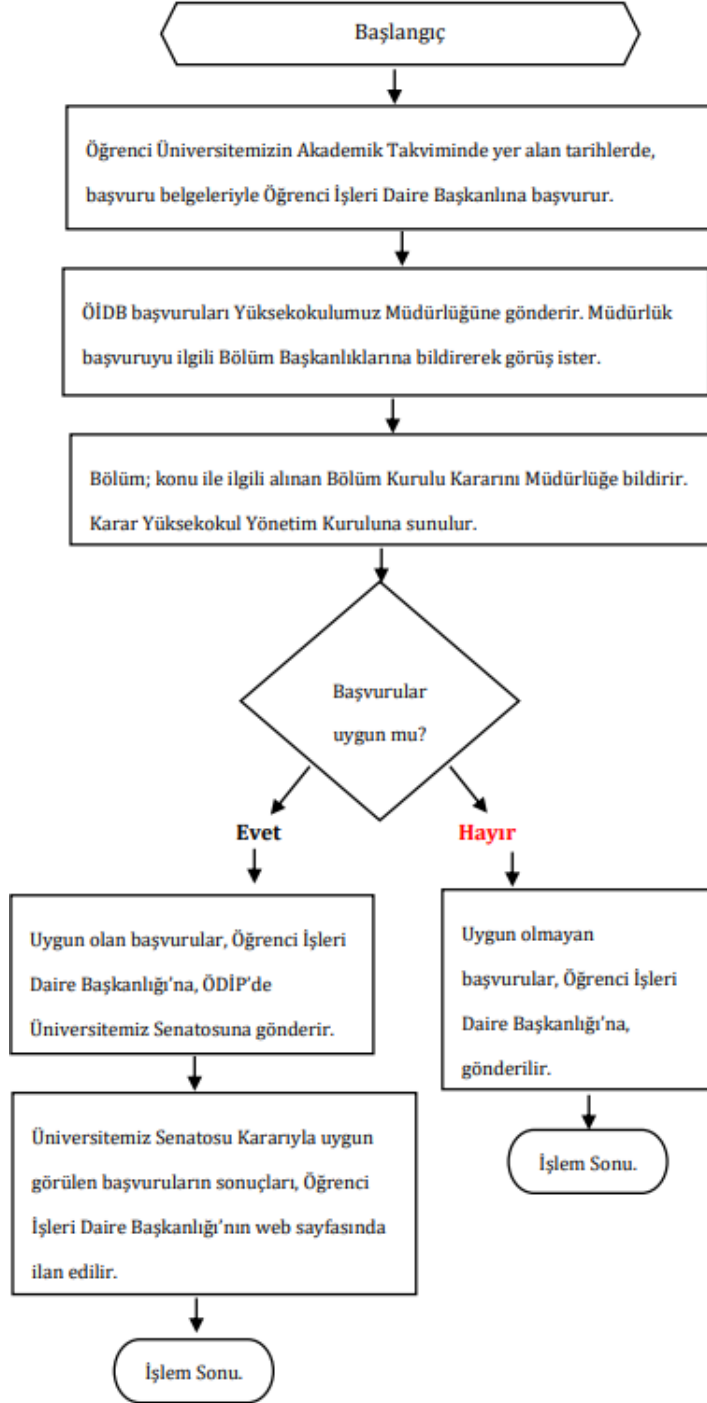 Başlangıç
Öğrenci Üniversitemizin Akademik Takviminde yer alan tarihlerde,
başvuru belgeleriyle Öğrenci İşleri Daire Başkanlına başvurur.
ÖİDB başvuruları Yüksekokulumuz Müdürlüğüne gönderir. Müdürlük
başvuruyu ilgili Bölüm Başkanlıklarına bildirerek görüş ister.
Bölüm; konu ile ilgili alınan Bölüm Kurulu Kararını Müdürlüğe bildirir.
Karar Yüksekokul Yönetim Kuruluna sunulur.
Başvurular
uygun mu?
Evet
Hayır
Uygun olan başvurular, Öğrenci İşleri
Daire Başkanlığı’na, ÖDİP’de
Üniversitemiz Senatosuna gönderir.
Uygun olmayan
başvurular, Öğrenci İşleri
Daire Başkanlığı’na,
gönderilir.
Üniversitemiz Senatosu Kararıyla uygun
görülen başvuruların sonuçları, Öğrenci
İşleri Daire Başkanlığı’nın web sayfasında
ilan edilir.
İşlem Sonu.
İşlem Sonu.